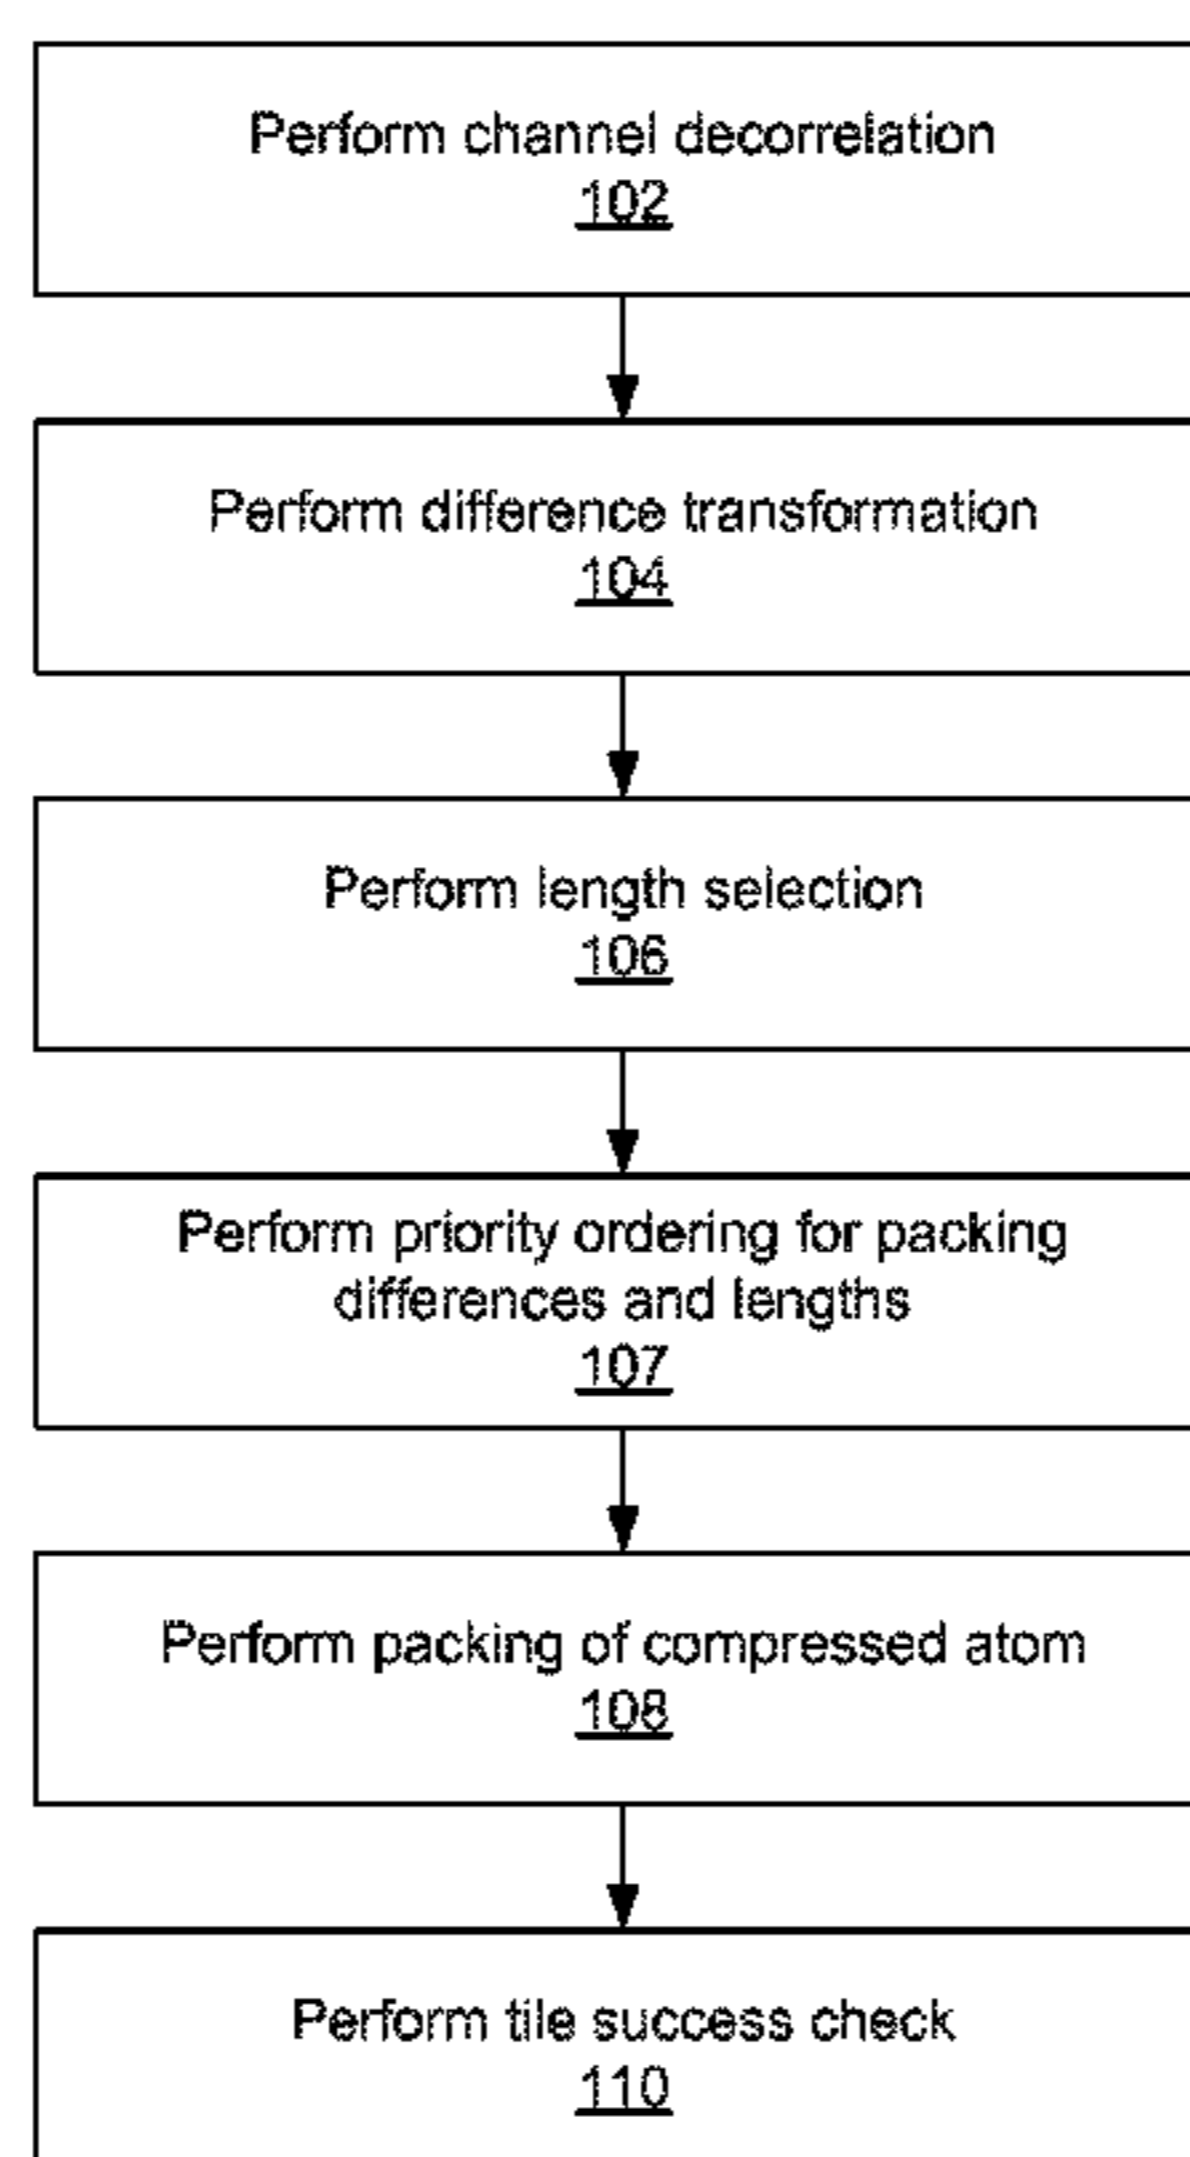 Perform channel decorrelation
102
Perform difference transformation
104
Perform length selection
106
Perform priority ordering for packing
differences and lengths
107
Perform packing of compressed atom
108
Perform tile success check
110